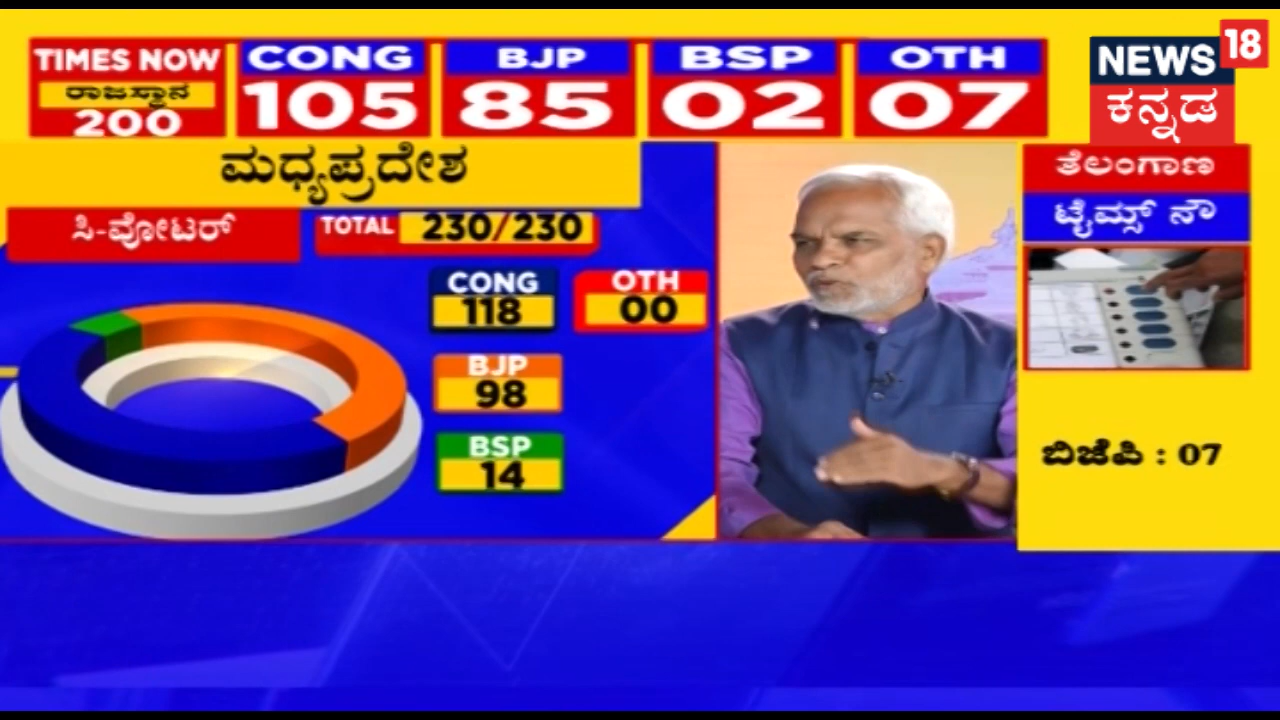 TIMES NOW
ರಾಜಸ್ಥಾನ
200
CONG
105
BJP
85
BSP
02
OTH
07
NEWS 18
ಕನ್ನಡ
ಮಧ್ಯಪ್ರದೇಶ
ಸಿ-ವೋಟರ್
TOTAL 230/230
CONG
118
OTH
00
BJP
98
BSP
14
ತೆಲಂಗಾಣ
ಟೈಮ್ಸ್ ನೌ
ಬಿಜೆಪಿ : 07